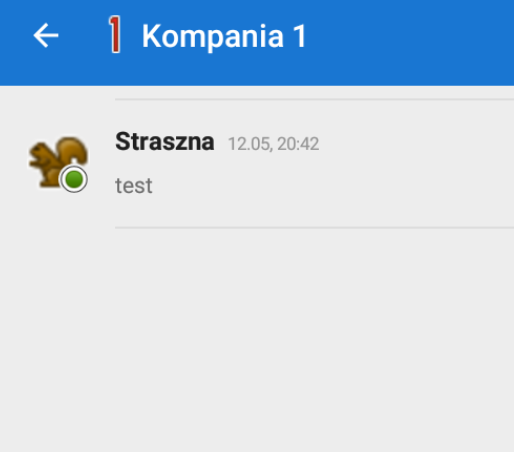 1 Kompania 1
Straszna 12.05, 20:42
test